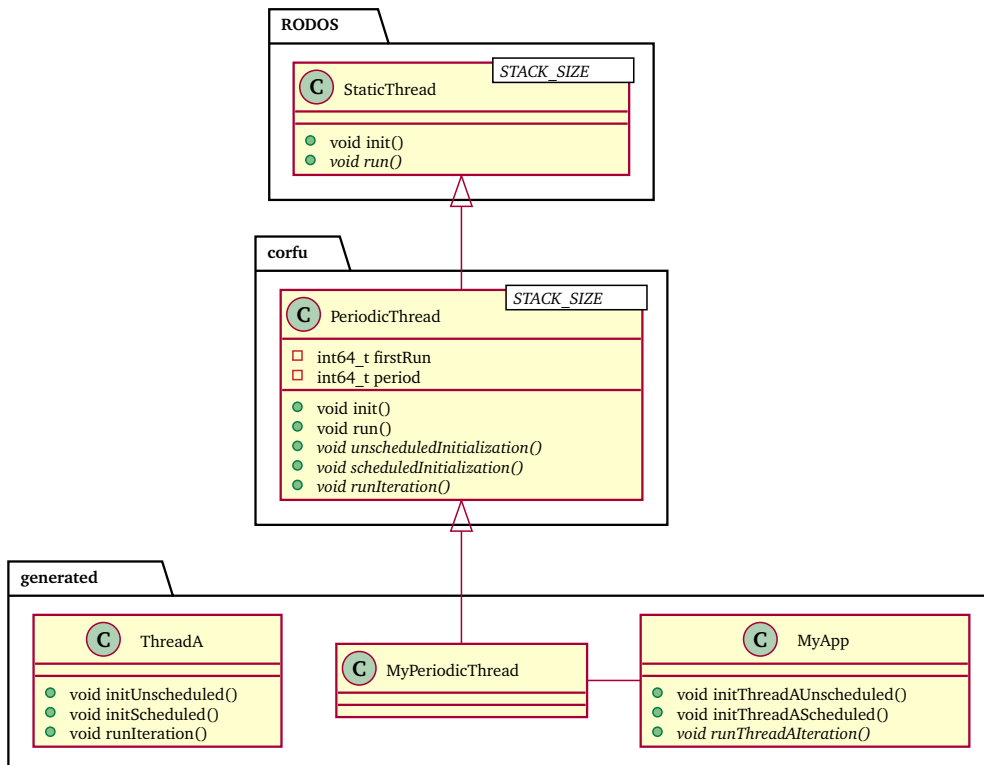 RODOS
STACK_SIZE
C StaticThread
void init()
void run()
corfu
STACK_SIZE
C PeriodicThread
int64_t firstRun
int64_t period
void init()
void run()
void unscheduledInitialization()
void scheduledInitialization()
void runIteration()
generated
C ThreadA
void initUnscheduled()
void initScheduled()
void runIteration()
C MyPeriodicThread
C MyApp
void initThreadAUnscheduled()
void initThreadAScheduled()
void runThreadAIteration()